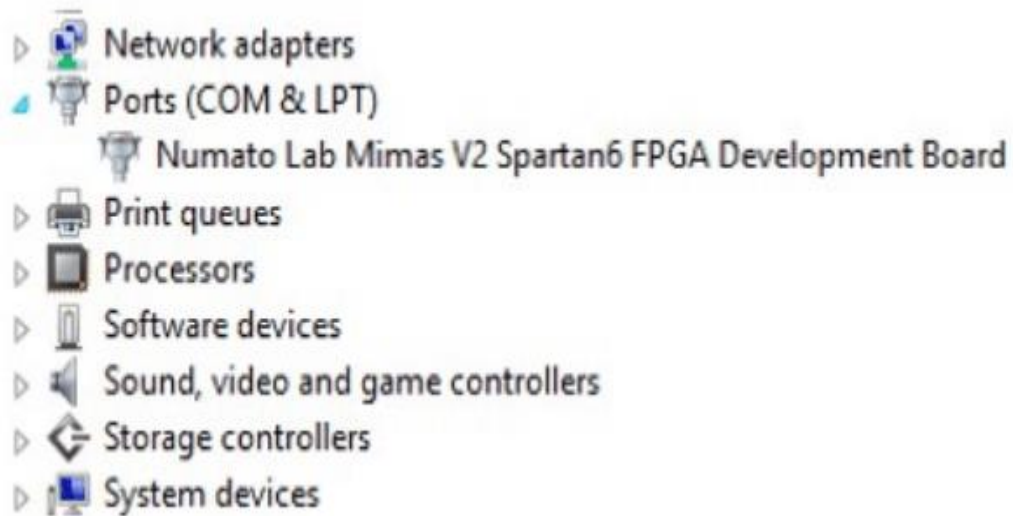 Network adapters
Ports (COM & LPT)
Numato Lab Mimas V2 Spartan6 FPGA Development Board
Print queues
Processors
Software devices
Sound, video and game controllers
Storage controllers
System devices